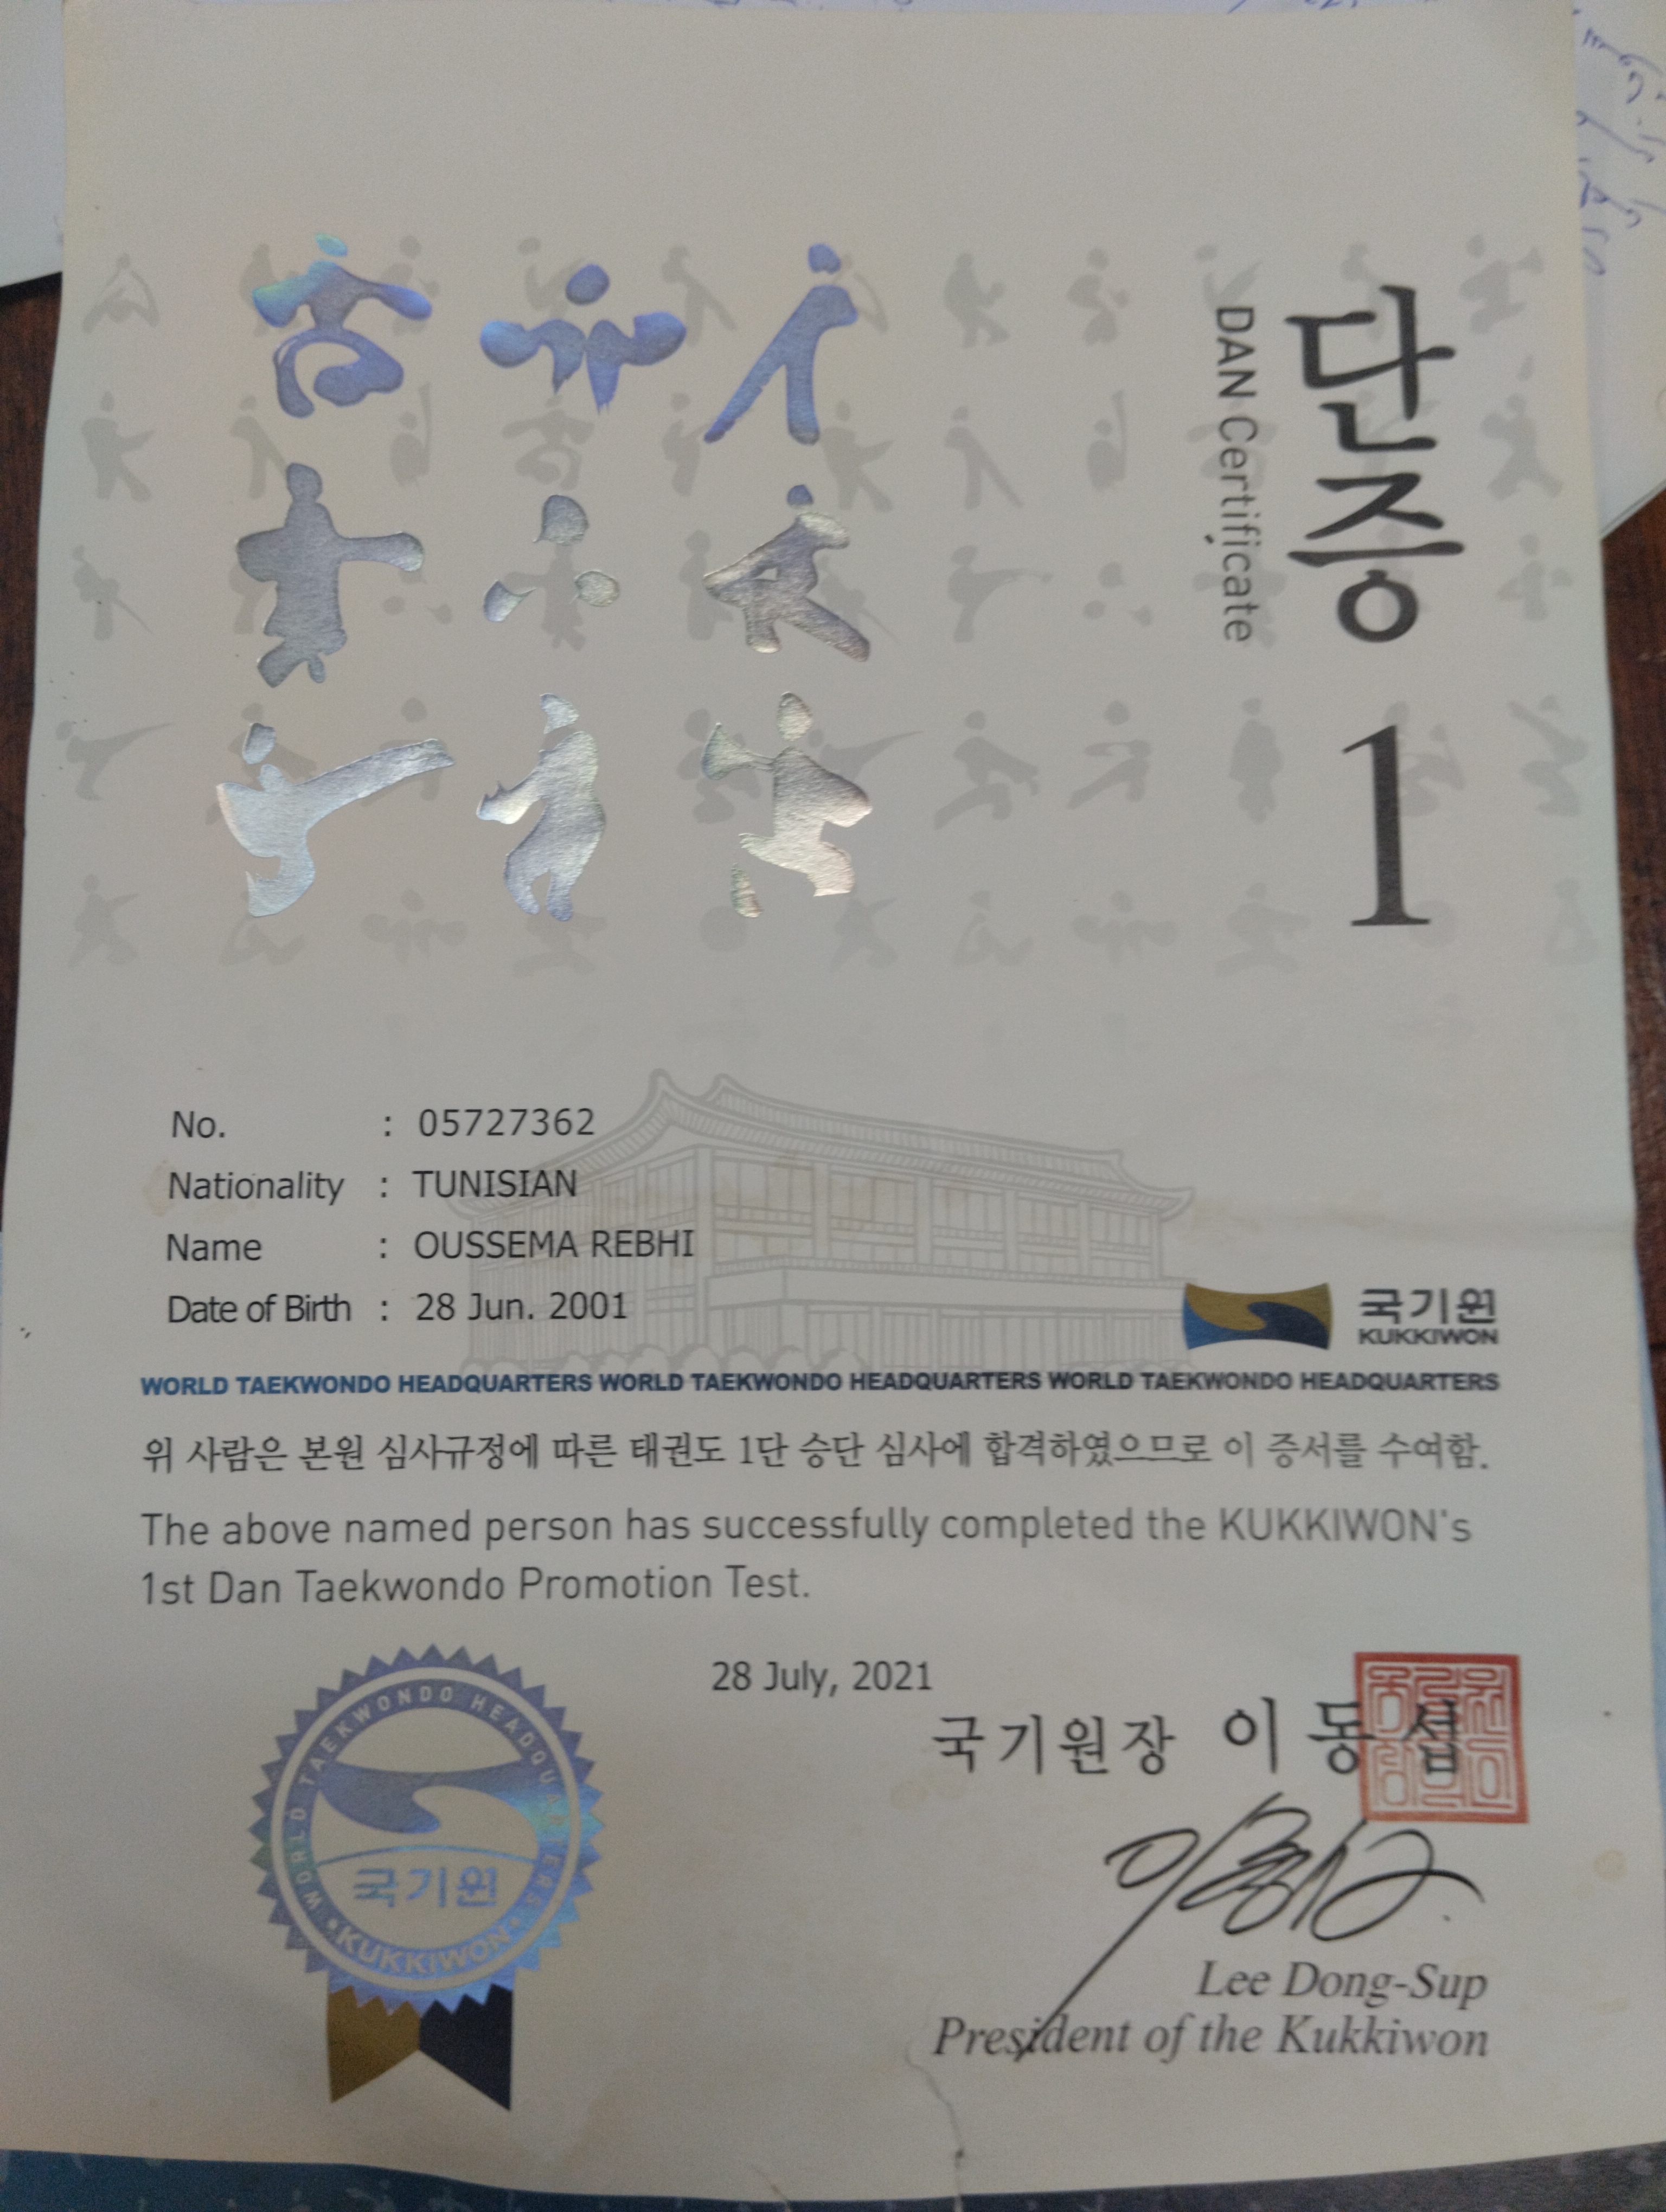 단증 1
DAN Certificate
No. : 05727362
Nationality : TUNISIAN
Name : OUSSEMA REBHI
Date of Birth : 28 Jun. 2001
국기원
KUKKIWON
WORLD TAEKWONDO HEADQUARTERS WORLD TAEKWONDO HEADQUARTERS WORLD TAEKWONDO HEADQUARTERS
위 사람은 본원 심사규정에 따른 태권도 1단 승단 심사에 합격하였으므로 이 증서를 수여함.
The above named person has successfully completed the KUKKIWON's
1st Dan Taekwondo Promotion Test.
28 July, 2021
국기원장 이동섭
WORLD TAEKWONDO HEADQUARTERS
국기원
KUKKIWON
Lee Dong-Sup
President of the Kukkiwon